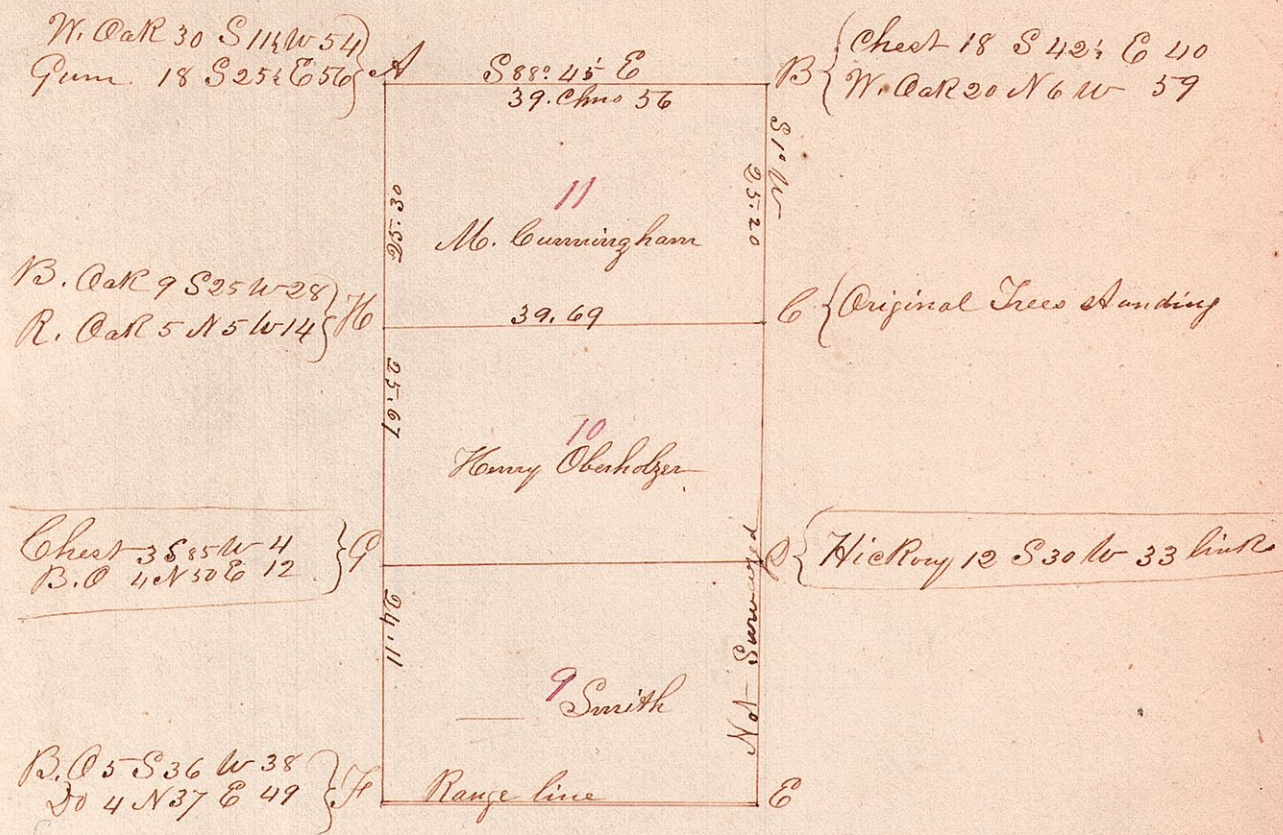 W. Oak 30 S 11½ W 54
Gum 18 S 25½ E 56
A
S 88° 45' E
39. Chns 56
B
Chest 18 S 42½ E 40
W. Oak 20 N 6 W 59
S 1° W
25.20
11
M. Cunningham
B. Oak 9 S 25 W 28
R. Oak 5 N 5 W 14
H
39.69
C
Original Trees standing
25.67
10
Henry Oberholzer
Chest 3 S 85 W 4
B. O 4 N 50 E 12
G
D
Hickory 12 S 30 W 33 links
24.11
Not Surveyed
9
Smith
B. O 5 S 36 W 38
Do 4 N 37 E 49
F
Range line
E